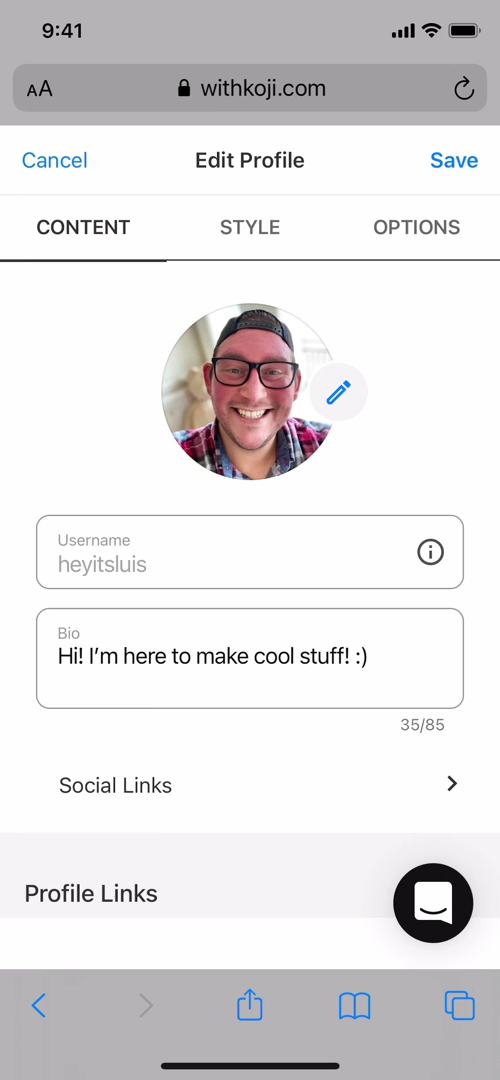 9:41
AA withkoji.com
Cancel Edit Profile Save
CONTENT STYLE OPTIONS
Username
heyitsluis
Bio
Hi! I’m here to make cool stuff! :)
35/85
Social Links
Profile Links